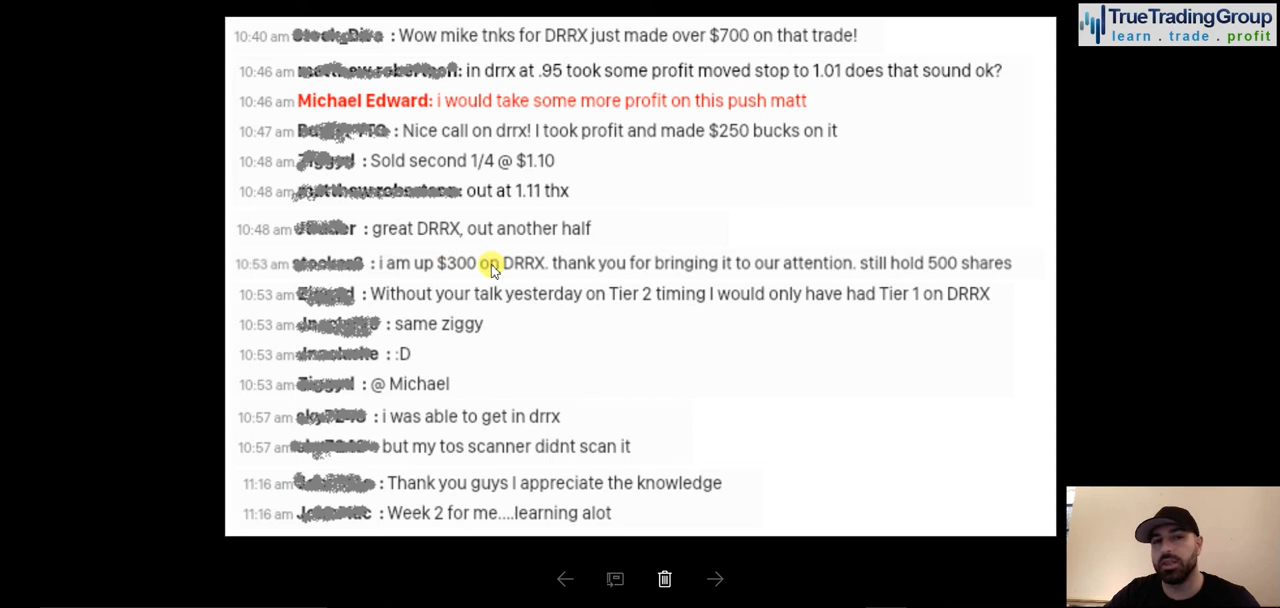 TrueTradingGroup
learn . trade . profit
10:40 am : Wow mike tnks for DRRX just made over $700 on that trade!
10:46 am : in drrx at .95 took some profit moved stop to 1.01 does that sound ok?
10:46 am Michael Edward: i would take some more profit on this push matt
10:47 am : Nice call on drrx! I took profit and made $250 bucks on it
10:48 am : Sold second 1/4 @ $1.10
10:48 am : out at 1.11 thx
10:48 am : great DRRX, out another half
10:53 am : i am up $300 on DRRX. thank you for bringing it to our attention. still hold 500 shares
10:53 am : Without your talk yesterday on Tier 2 timing I would only have had Tier 1 on DRRX
10:53 am : same ziggy
10:53 am : :D
10:53 am : @ Michael
10:57 am : i was able to get in drrx
10:57 am but my tos scanner didnt scan it
11:16 am : Thank you guys I appreciate the knowledge
11:16 am : Week 2 for me....learning alot